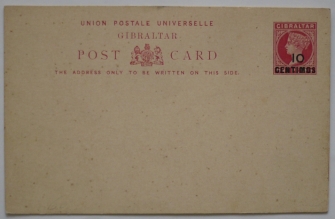 UNION POSTALE UNIVERSELLE
GIBRALTAR
POST CARD
THE ADDRESS ONLY TO BE WRITTEN ON THIS SIDE.
GIBRALTAR
10
CENTIMOS